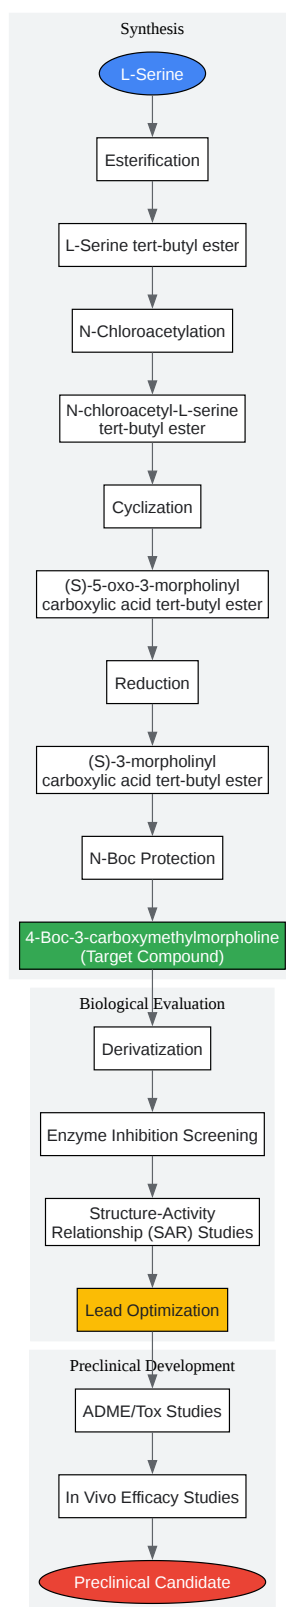 Synthesis
L-Serine
Esterification
L-Serine tert-butyl ester
N-Chloroacetylation
N-chloroacetyl-L-serine
tert-butyl ester
Cyclization
(S)-5-oxo-3-morpholinyl
carboxylic acid tert-butyl ester
Reduction
(S)-3-morpholinyl
carboxylic acid tert-butyl ester
N-Boc Protection
4-Boc-3-carboxymethylmorpholine
(Target Compound)
Biological Evaluation
Derivatization
Enzyme Inhibition Screening
Structure-Activity
Relationship (SAR) Studies
Lead Optimization
Preclinical Development
ADME/Tox Studies
In Vivo Efficacy Studies
Preclinical Candidate